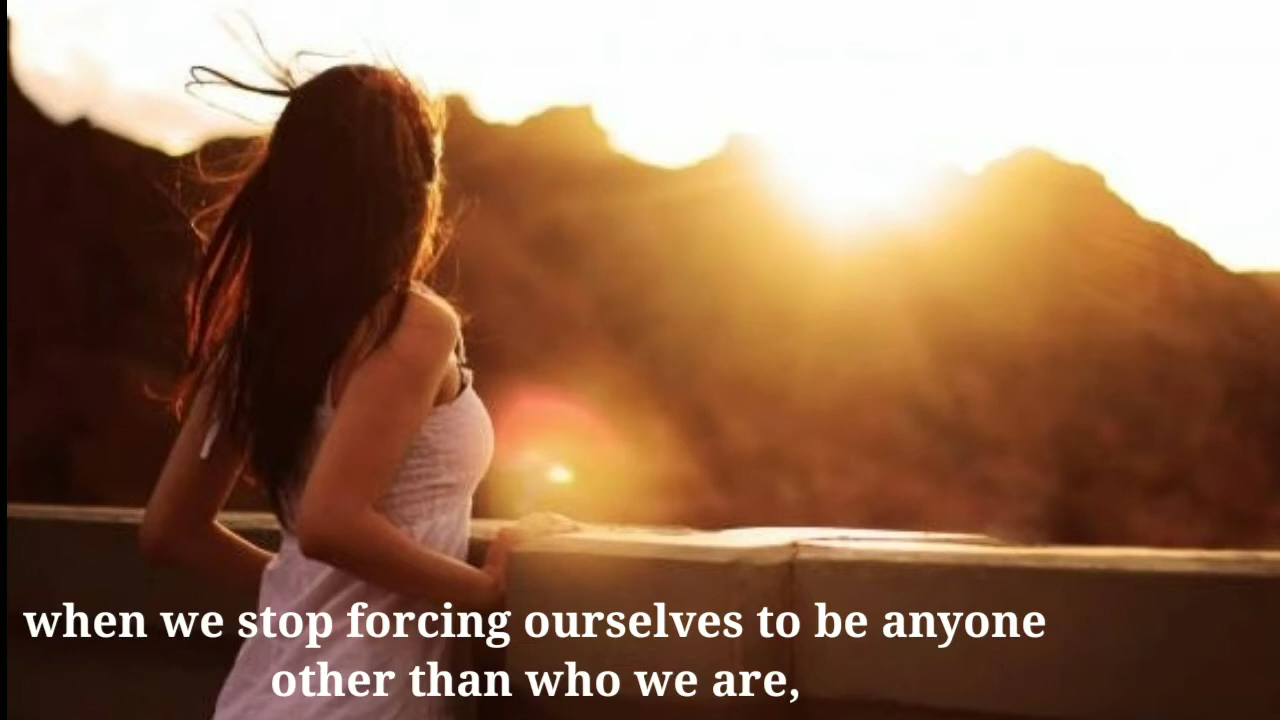 when we stop forcing ourselves to be anyone
other than who we are,